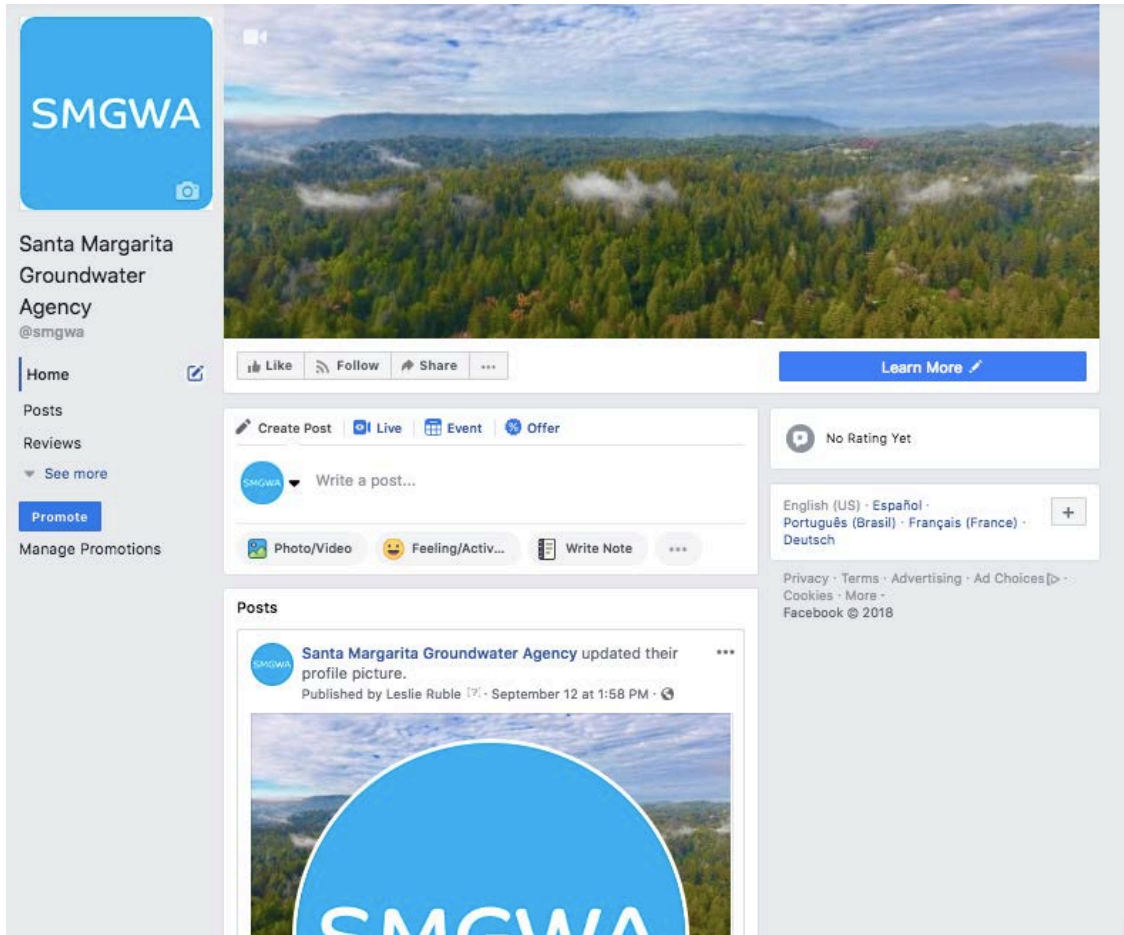 SMGWA
Santa Margarita
Groundwater
Agency
@smgwa
Home
Posts
Reviews
See more
Promote
Manage Promotions
Like
Follow
Share
Learn More
Create Post
Live
Event
Offer
SMGWA
Write a post...
Photo/Video
Feeling/Activ...
Write Note
Posts
SMGWA
Santa Margarita Groundwater Agency updated their
profile picture.
Published by Leslie Ruble [?] · September 12 at 1:58 PM ·
SMGWA
No Rating Yet
English (US) · Español ·
Português (Brasil) · Français (France) ·
Deutsch
Privacy · Terms · Advertising · Ad Choices ·
Cookies · More
Facebook © 2018